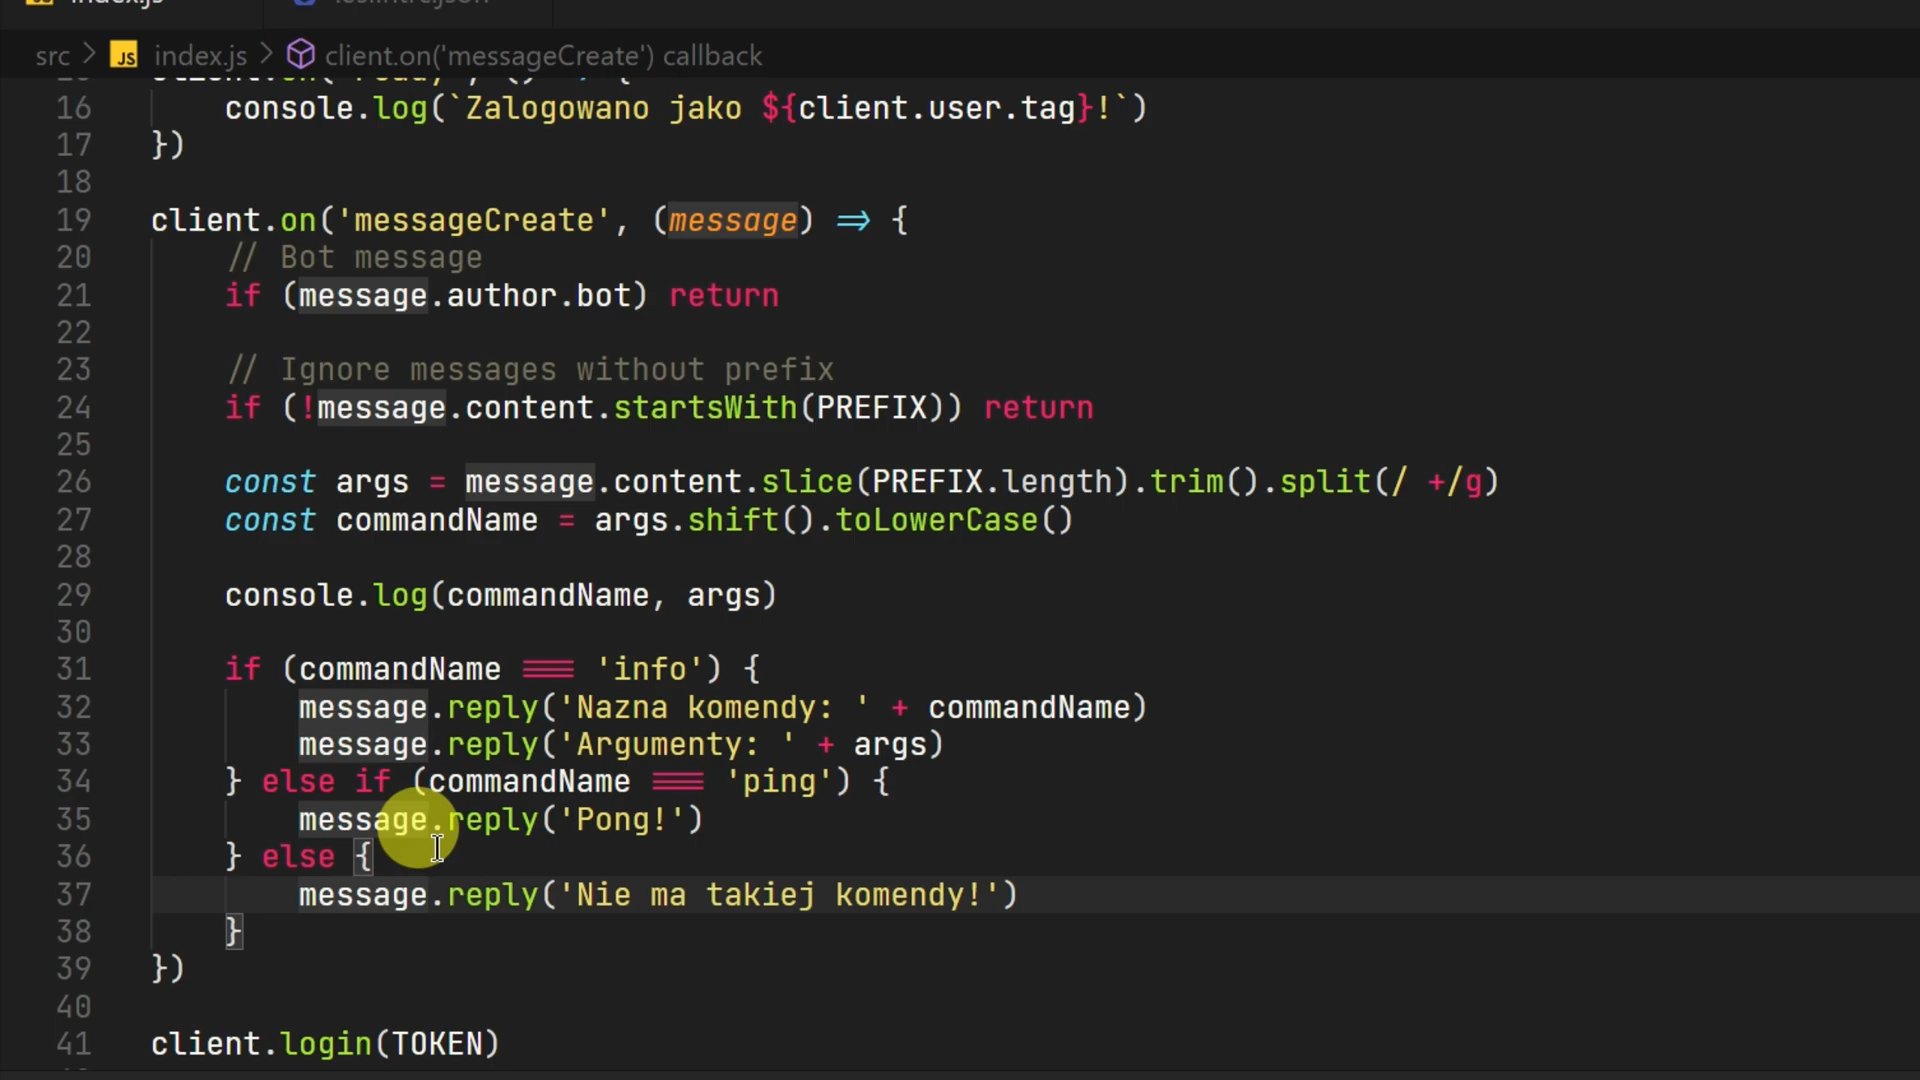 index.js .eslintrc.json
src > JS index.js > client.on('messageCreate') callback
16 console.log(`Zalogowano jako ${client.user.tag}!`)
17 })
18
19 client.on('messageCreate', (message) => {
20 // Bot message
21 if (message.author.bot) return
22
23 // Ignore messages without prefix
24 if (!message.content.startsWith(PREFIX)) return
25
26 const args = message.content.slice(PREFIX.length).trim().split(/ +/g)
27 const commandName = args.shift().toLowerCase()
28
29 console.log(commandName, args)
30
31 if (commandName === 'info') {
32 message.reply('Nazna komendy: ' + commandName)
33 message.reply('Argumenty: ' + args)
34 } else if (commandName === 'ping') {
35 message.reply('Pong!')
36 } else {
37 message.reply('Nie ma takiej komendy!')
38 }
39 })
40
41 client.login(TOKEN)